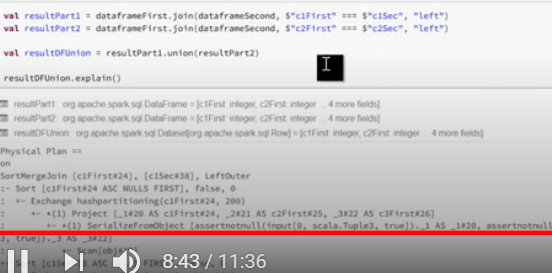 val resultPart1 = dataframeFirst.join(dataframeSecond, $"c1First" === $"c1Sec", "left")
val resultPart2 = dataframeFirst.join(dataframeSecond, $"c2First" === $"c2Sec", "left")
val resultDFUnion = resultPart1.union(resultPart2)
resultDFUnion.explain()
resultPart1: org.apache.spark.sql.DataFrame = [c1First: integer, c2First: integer ... 4 more fields]
resultPart2: org.apache.spark.sql.DataFrame = [c1First: integer, c2First: integer ... 4 more fields]
resultDFUnion: org.apache.spark.sql.Dataset[org.apache.spark.sql.Row] = [c1First: integer, c2First: integer ... 4 more fields]
Physical Plan ==
on
SortMergeJoin [c1First#24], [c1Sec#38], LeftOuter
:- Sort [c1First#24 ASC NULLS FIRST], false, 0
: +- Exchange hashpartitioning(c1First#24, 200)
: +- *(1) Project [_1#20 AS c1First#24, _2#21 AS c2First#25, _3#22 AS c3First#26]
: +- *(1) SerializeFromObject [assertnotnull(input[0, scala.Tuple3, true])._1 AS _1#20, assertnotnul
3, true])._3 AS _3#22]
: +- Scan[
8:43 / 11:36